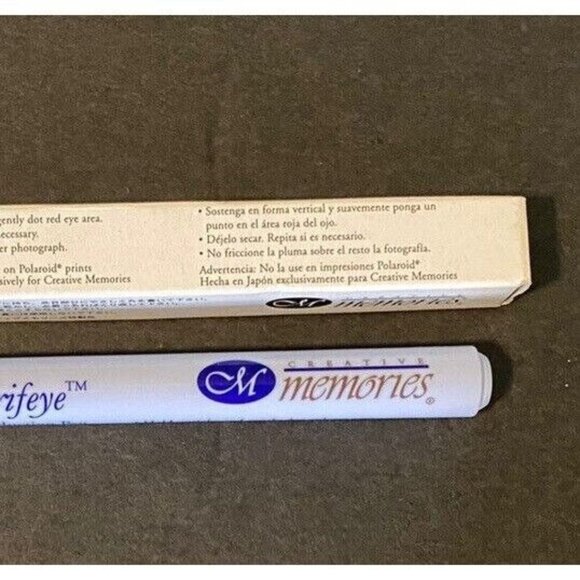 gently dot red eye area.
necessary.
er photograph.
on Polaroid® prints
sively for Creative Memories
• Sostenga en forma vertical y suavemente ponga un
punto en el área roja del ojo.
• Déjelo secar. Repita si es necesario.
• No friccione la pluma sobre el resto la fotografía.
Advertencia: No la use en impresiones Polaroid®
Hecha en Japón exclusivamente para Creative Memories
M memories
rifeye™
M CREATIVE
memories®